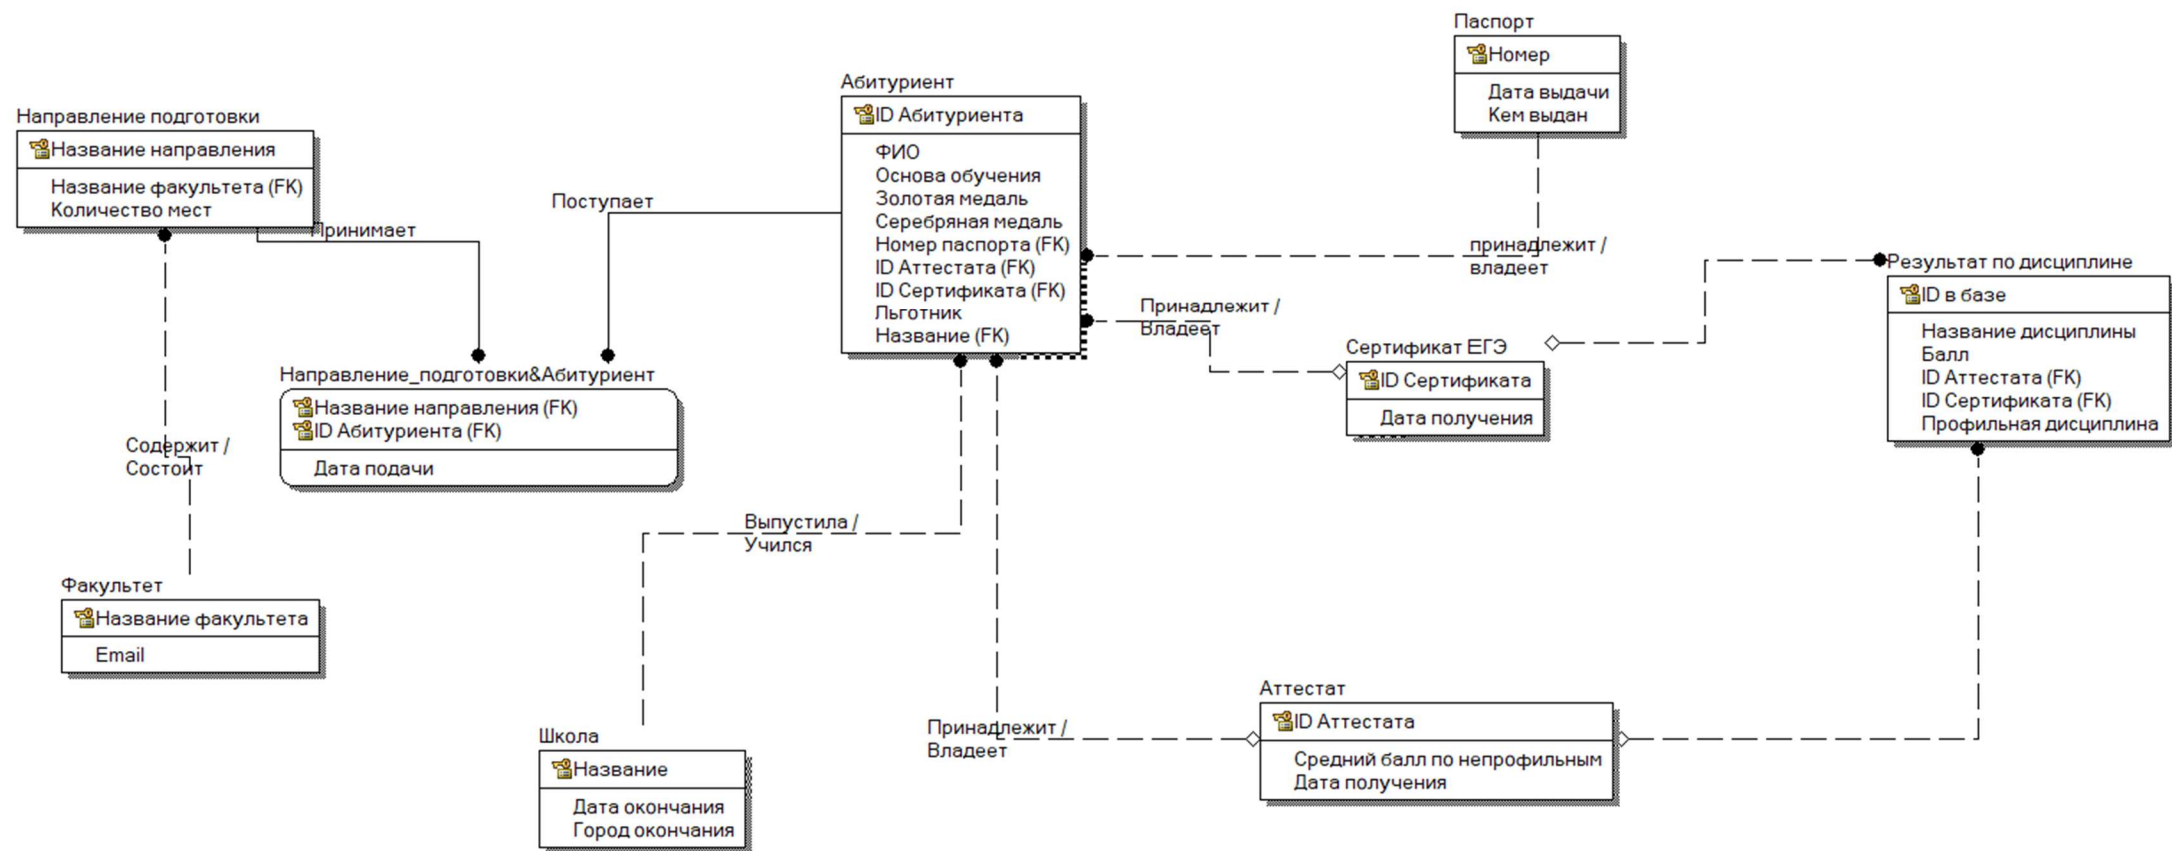 Направление подготовки
Название направления
Название факультета (FK)
Количество мест
Принимает
Поступает
Абитуриент
ID Абитуриента
ФИО
Основа обучения
Золотая медаль
Серебряная медаль
Номер паспорта (FK)
ID Аттестата (FK)
ID Сертификата (FK)
Льготник
Название (FK)
Паспорт
Номер
Дата выдачи
Кем выдан
принадлежит /
владеет
Принадлежит /
Владеет
Сертификат ЕГЭ
ID Сертификата
Дата получения
Результат по дисциплине
ID в базе
Название дисциплины
Балл
ID Аттестата (FK)
ID Сертификата (FK)
Профильная дисциплина
Направление_подготовки&Абитуриент
Название направления (FK)
ID Абитуриента (FK)
Дата подачи
Содержит /
Состоит
Факультет
Название факультета
Email
Выпустила /
Учился
Школа
Название
Дата окончания
Город окончания
Принадлежит /
Владеет
Аттестат
ID Аттестата
Средний балл по непрофильным
Дата получения